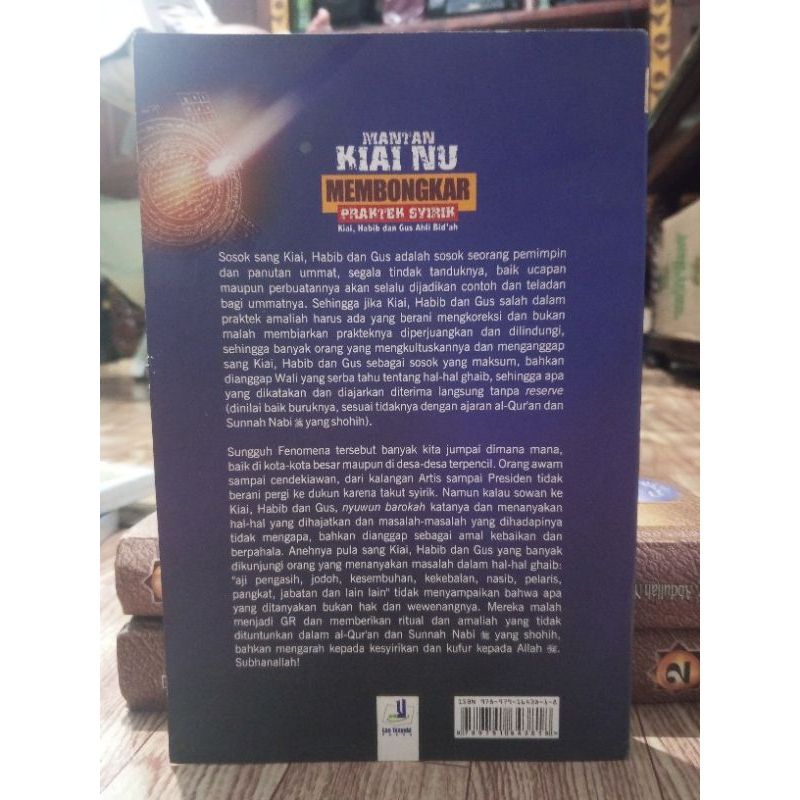 MANTAN
KIAI NU
MEMBONGKAR
PRAKTEK SYIRIK
Kiai, Habib dan Gus Ahli Bid'ah
Sosok sang Kiai, Habib dan Gus adalah sosok seorang pemimpin
dan panutan ummat, segala tindak tanduknya, baik ucapan
maupun perbuatannya akan selalu dijadikan contoh dan teladan
bagi ummatnya. Sehingga jika Kiai, Habib dan Gus salah dalam
praktek amaliah harus ada yang berani mengkoreksi dan bukan
malah membiarkan prakteknya diperjuangkan dan dilindungi,
sehingga banyak orang yang mengkultuskannya dan menganggap
sang Kiai, Habib dan Gus sebagai sosok yang maksum, bahkan
dianggap Wali yang serba tahu tentang hal-hal ghaib, sehingga apa
yang dikatakan dan diajarkan diterima langsung tanpa reserve
(dinilai baik buruknya, sesuai tidaknya dengan ajaran al-Qur'an dan
Sunnah Nabi ﷺ yang shohih).
Sungguh Fenomena tersebut banyak kita jumpai dimana mana,
baik di kota-kota besar maupun di desa-desa terpencil. Orang awam
sampai cendekiawan, dari kalangan Artis sampai Presiden tidak
berani pergi ke dukun karena takut syirik. Namun kalau sowan ke
Kiai, Habib dan Gus, nyuwun barokah katanya dan menanyakan
hal-hal yang dihajatkan dan masalah-masalah yang dihadapinya
tidak mengapa, bahkan dianggap sebagai amal kebaikan dan
berpahala. Anehnya pula sang Kiai, Habib dan Gus yang banyak
dikunjungi orang yang menanyakan masalah dalam hal-hal ghaib:
"aji pengasih, jodoh, kesembuhan, kekebalan, nasib, pelaris,
pangkat, jabatan dan lain lain" tidak menyampaikan bahwa apa
yang ditanyakan bukan hak dan wewenangnya. Mereka malah
menjadi GR dan memberikan ritual dan amaliah yang tidak
dituntunkan dalam al-Qur'an dan Sunnah Nabi ﷺ yang shohih,
bahkan mengarah kepada kesyirikan dan kufur kepada Allah ﷻ.
Subhanallah!
ISBN 978-979-16438-1-8
Abdullah
2